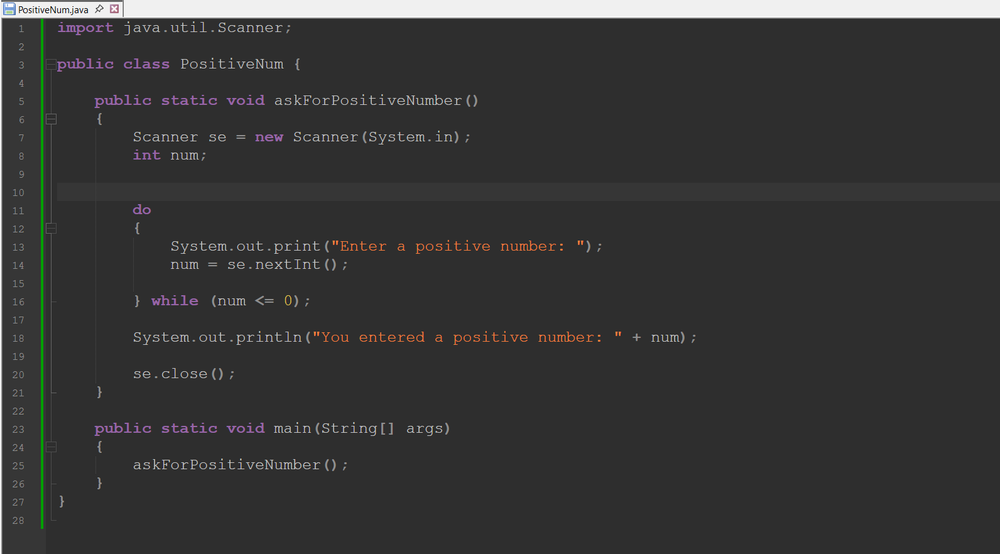 PositiveNum.java
1 import java.util.Scanner;
2
3 public class PositiveNum {
4
5     public static void askForPositiveNumber()
6     {
7         Scanner se = new Scanner(System.in);
8         int num;
9
10
11         do
12         {
13             System.out.print("Enter a positive number: ");
14             num = se.nextInt();
15
16         } while (num <= 0);
17
18         System.out.println("You entered a positive number: " + num);
19
20         se.close();
21     }
22
23     public static void main(String[] args)
24     {
25         askForPositiveNumber();
26     }
27 }
28